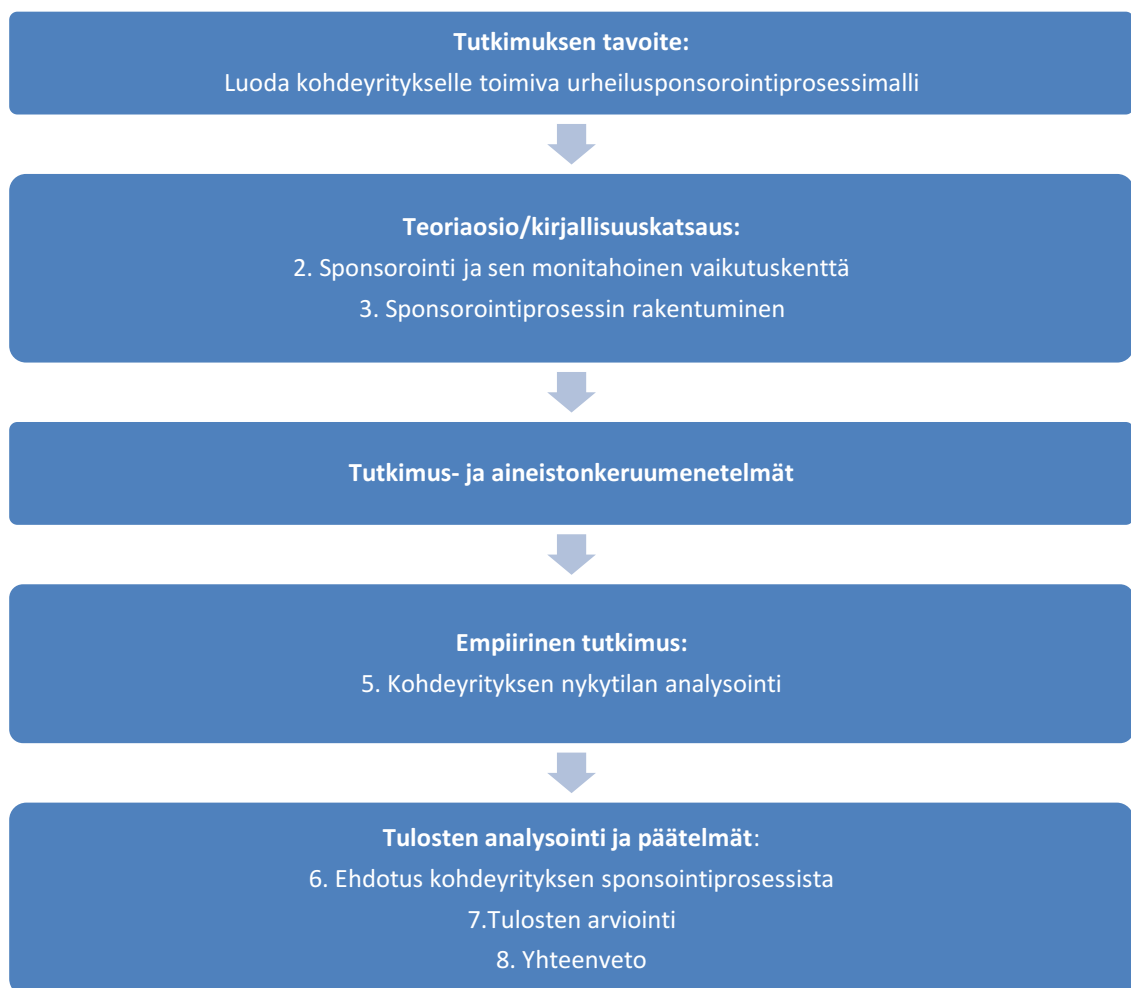 Tutkimuksen tavoite:
Luoda kohdeyritykselle toimiva urheilusponsorointiprosessimalli
Teoriaosio/kirjallisuuskatsaus:
2. Sponsorointi ja sen monitahoinen vaikutuskenttä
3. Sponsorointiprosessin rakentuminen
Tutkimus- ja aineistonkeruumenetelmät
Empiirinen tutkimus:
5. Kohdeyrityksen nykytilan analysointi
Tulosten analysointi ja päätelmät:
6. Ehdotus kohdeyrityksen sponsointiprosessista
7.Tulosten arviointi
8. Yhteenveto